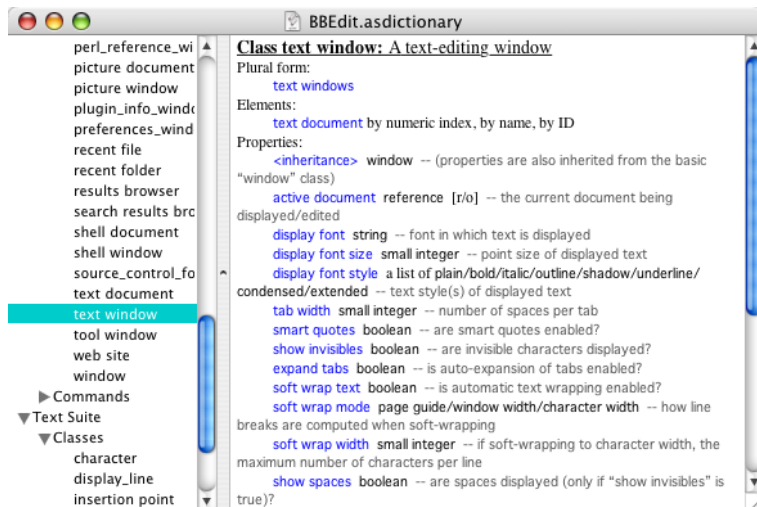 BBEdit.asdictionary
perl_reference_wi
picture document
picture window
plugin_info_windo
preferences_wind
recent file
recent folder
results browser
search results brc
shell document
shell window
source_control_fo
text document
text window
tool window
web site
window
Commands
Text Suite
Classes
character
display_line
insertion point
Class text window: A text-editing window
Plural form:
text windows
Elements:
text document by numeric index, by name, by ID
Properties:
<inheritance> window -- (properties are also inherited from the basic
“window” class)
active document reference [r/o] -- the current document being
displayed/edited
display font string -- font in which text is displayed
display font size small integer -- point size of displayed text
display font style a list of plain/bold/italic/outline/shadow/underline/
condensed/extended -- text style(s) of displayed text
tab width small integer -- number of spaces per tab
smart quotes boolean -- are smart quotes enabled?
show invisibles boolean -- are invisible characters displayed?
expand tabs boolean -- is auto-expansion of tabs enabled?
soft wrap text boolean -- is automatic text wrapping enabled?
soft wrap mode page guide/window width/character width -- how line
breaks are computed when soft-wrapping
soft wrap width small integer -- if soft-wrapping to character width, the
maximum number of characters per line
show spaces boolean -- are spaces displayed (only if “show invisibles” is
true)?